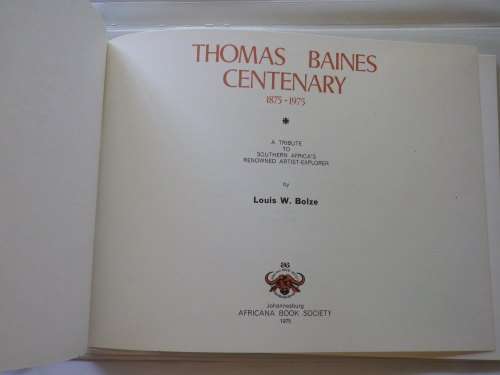 THOMAS BAINES
CENTENARY
1875 - 1975
A TRIBUTE
TO
SOUTHERN AFRICA'S
RENOWNED ARTIST-EXPLORER
by
Louis W. Bolze
Johannesburg
AFRICANA BOOK SOCIETY
1975